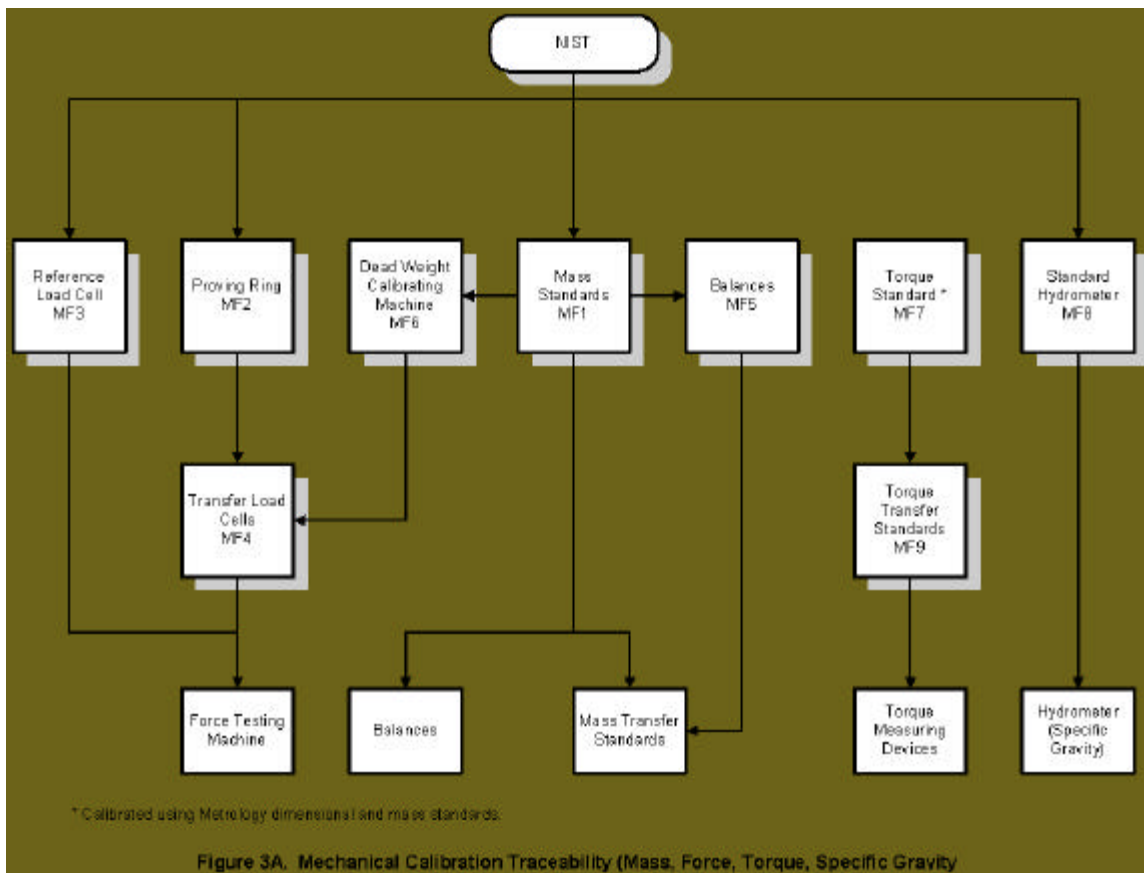 NIST
Reference
Load Cell
MF3
Proving Ring
MF2
Dead Weight
Calibrating
Machine
MF6
Mass
Standards
MF1
Balances
MF5
Torque
Standard *
MF7
Standard
Hydrometer
MF8
Transfer Load
Cells
MF4
Torque
Transfer
Standards
MF9
Force Testing
Machine
Balances
Mass Transfer
Standards
Torque
Measuring
Devices
Hydrometer
(Specific
Gravity)
* Calibrated using Metrology dimensional and mass standards.
Figure 3A. Mechanical Calibration Traceability (Mass, Force, Torque, Specific Gravity